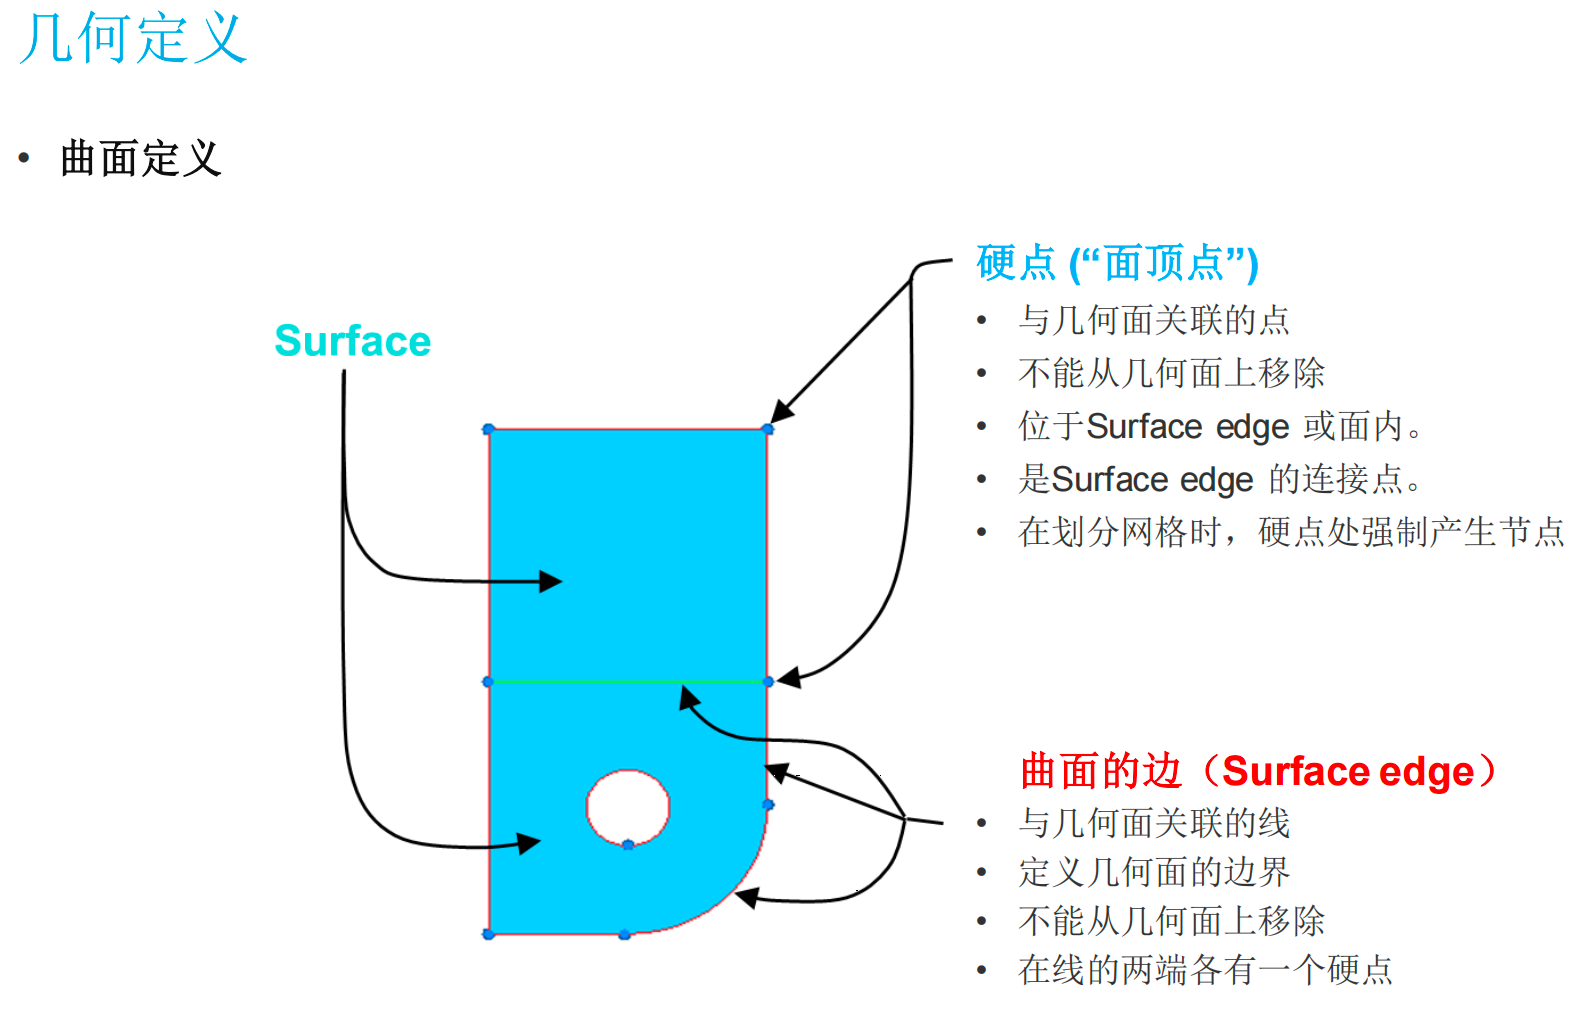 几何定义
• 曲面定义
Surface
硬点 (“面顶点”)
• 与几何面关联的点
• 不能从几何面上移除
• 位于Surface edge 或面内。
• 是Surface edge 的连接点。
• 在划分网格时，硬点处强制产生节点
曲面的边（Surface edge）
• 与几何面关联的线
• 定义几何面的边界
• 不能从几何面上移除
• 在线的两端各有一个硬点